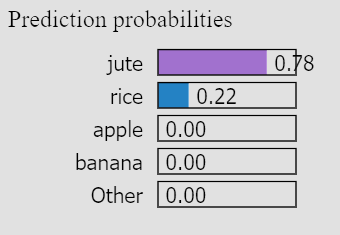 Prediction probabilities
jute 0.78
rice 0.22
apple 0.00
banana 0.00
Other 0.00